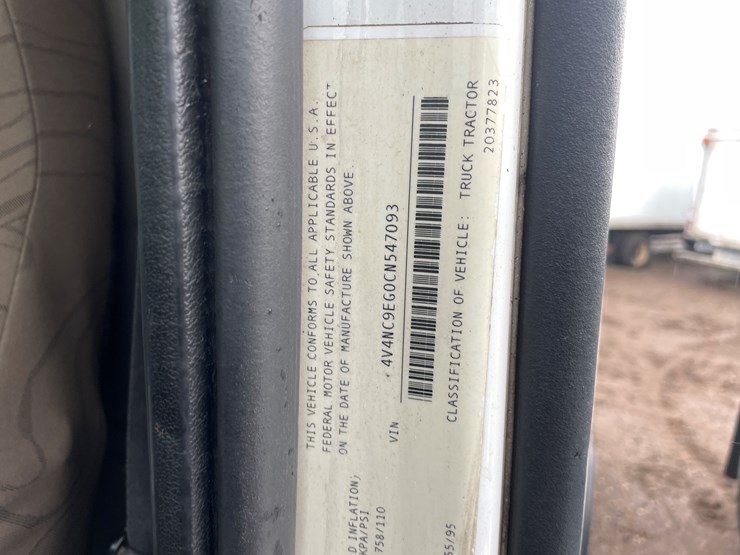 THIS VEHICLE CONFORMS TO ALL APPLICABLE U.S.A.
FEDERAL MOTOR VEHICLE SAFETY STANDARDS IN EFFECT
ON THE DATE OF MANUFACTURE SHOWN ABOVE.
D INFLATION;
KPA/PSI
758/110
VIN 4V4NC9EG0CN547093
55/95
CLASSIFICATION OF VEHICLE: TRUCK TRACTOR
20377823